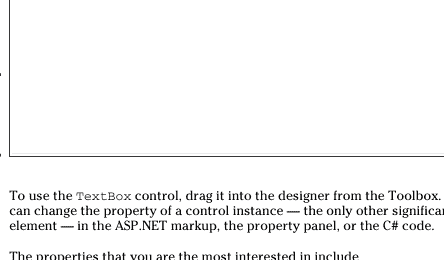 To use the TextBox control, drag it into the designer from the Toolbox.
can change the property of a control instance — the only other
element — in the ASP.NET markup, the property panel, or the C# code.
The properties that you are the most interested in include